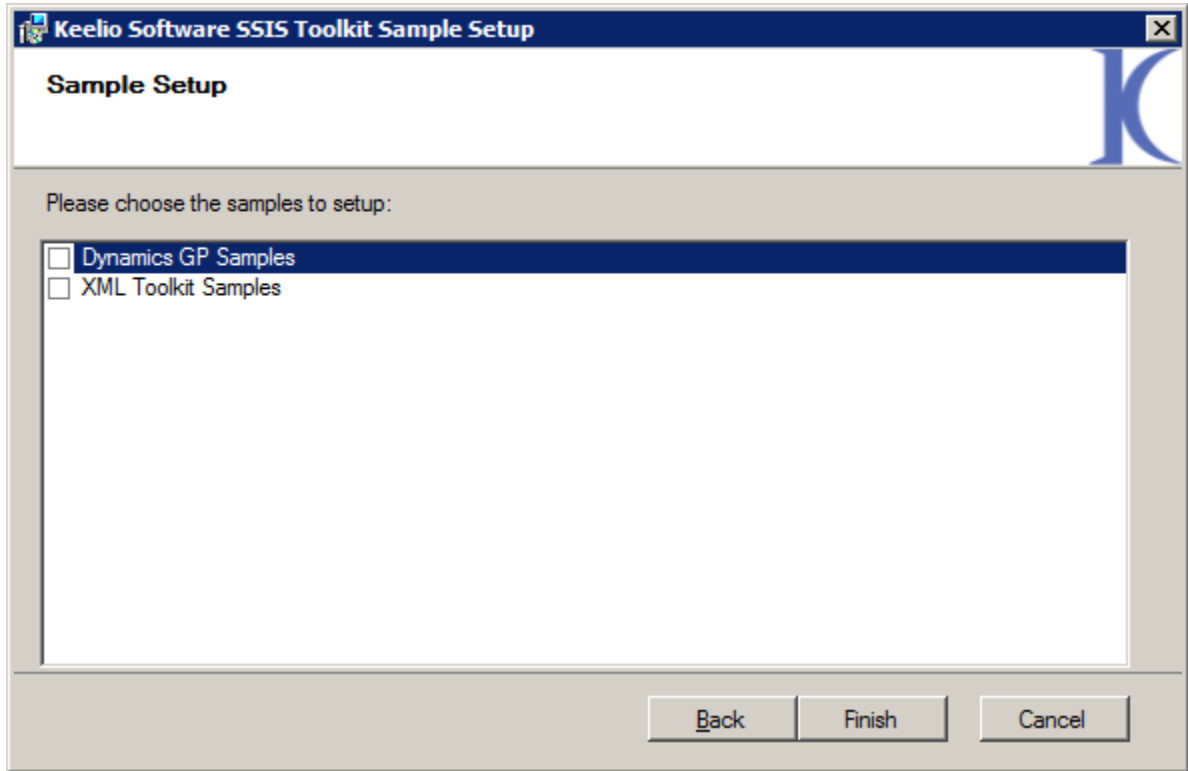 Keelio Software SSIS Toolkit Sample Setup
Sample Setup
Please choose the samples to setup:
Dynamics GP Samples
XML Toolkit Samples
Back Finish Cancel